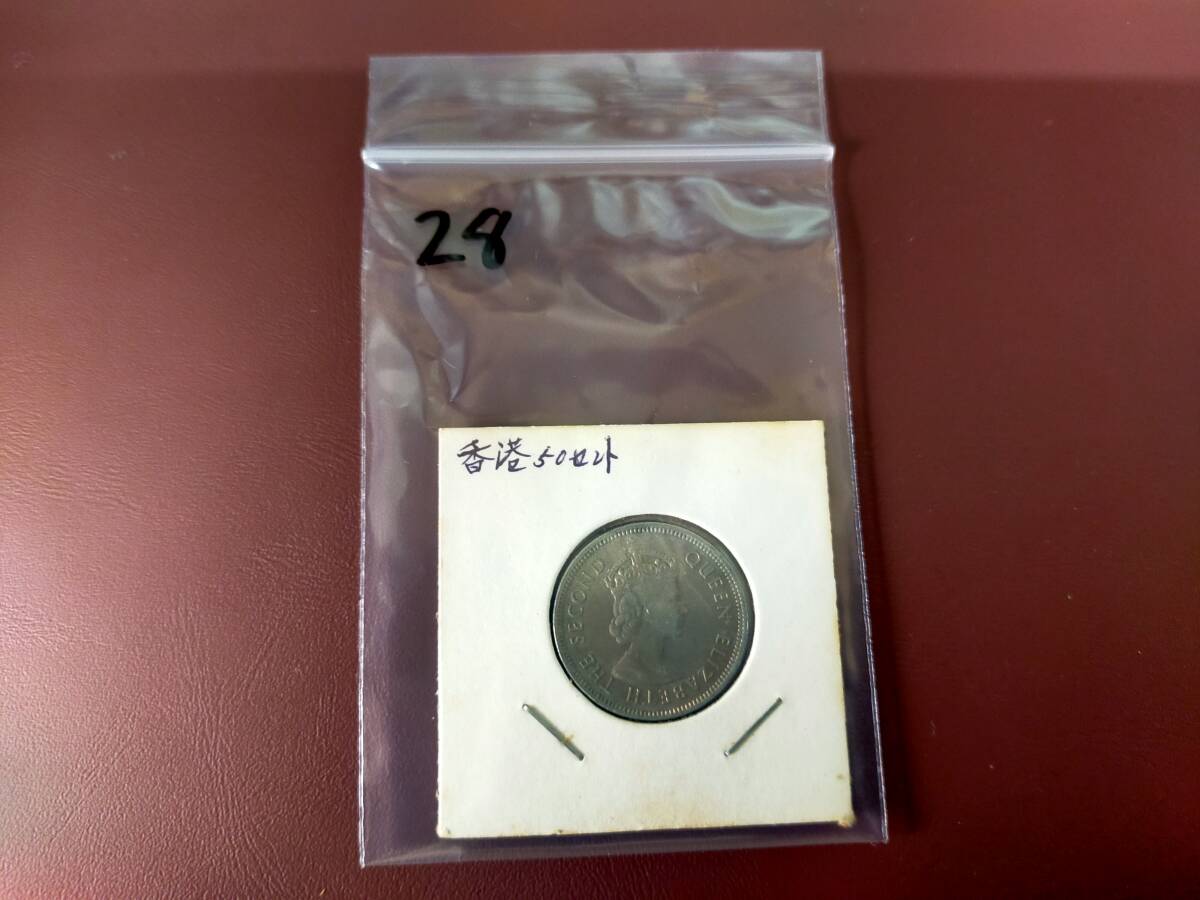 28
香港50セント
QUEEN ELIZABETH THE SECOND